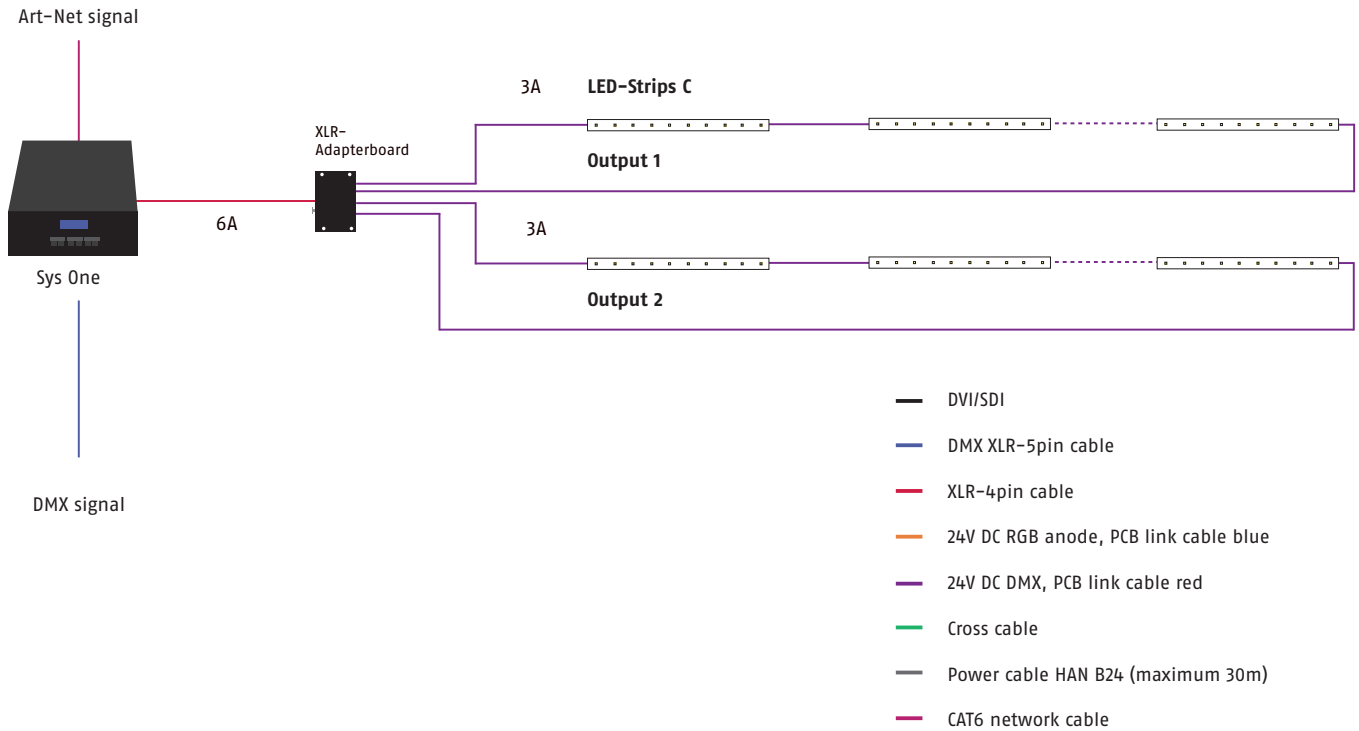 Art-Net signal
3A
LED-Strips C
XLR-
Adapterboard
Output 1
6A
3A
Sys One
Output 2
DVI/SDI
DMX XLR-5pin cable
XLR-4pin cable
DMX signal
24V DC RGB anode, PCB link cable blue
24V DC DMX, PCB link cable red
Cross cable
Power cable HAN B24 (maximum 30m)
CAT6 network cable